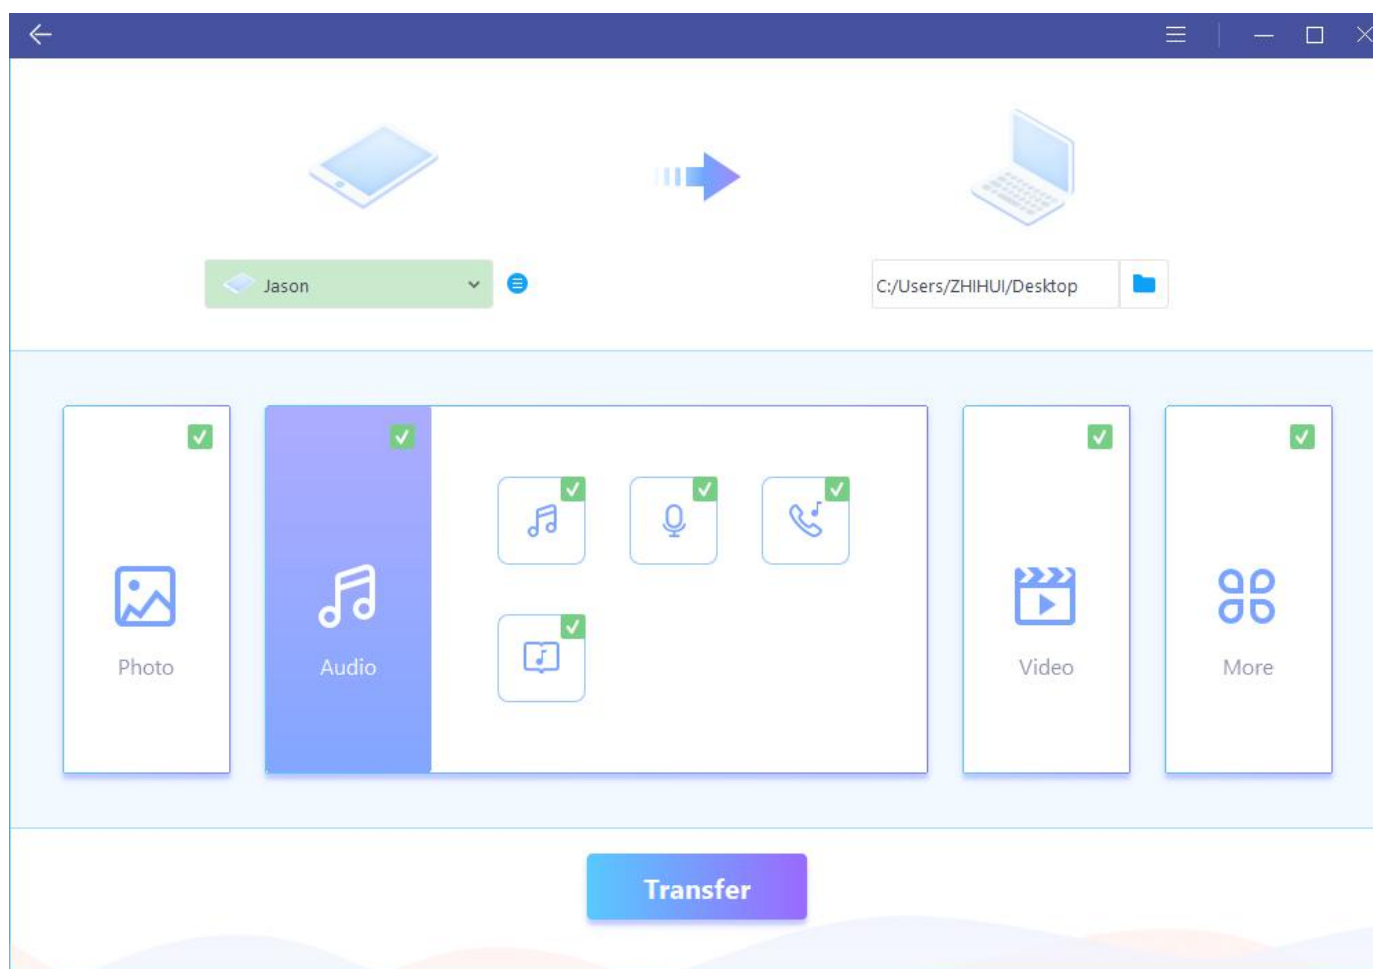 Jason
C:/Users/ZHIHUI/Desktop
Photo
Audio
Video
More
Transfer